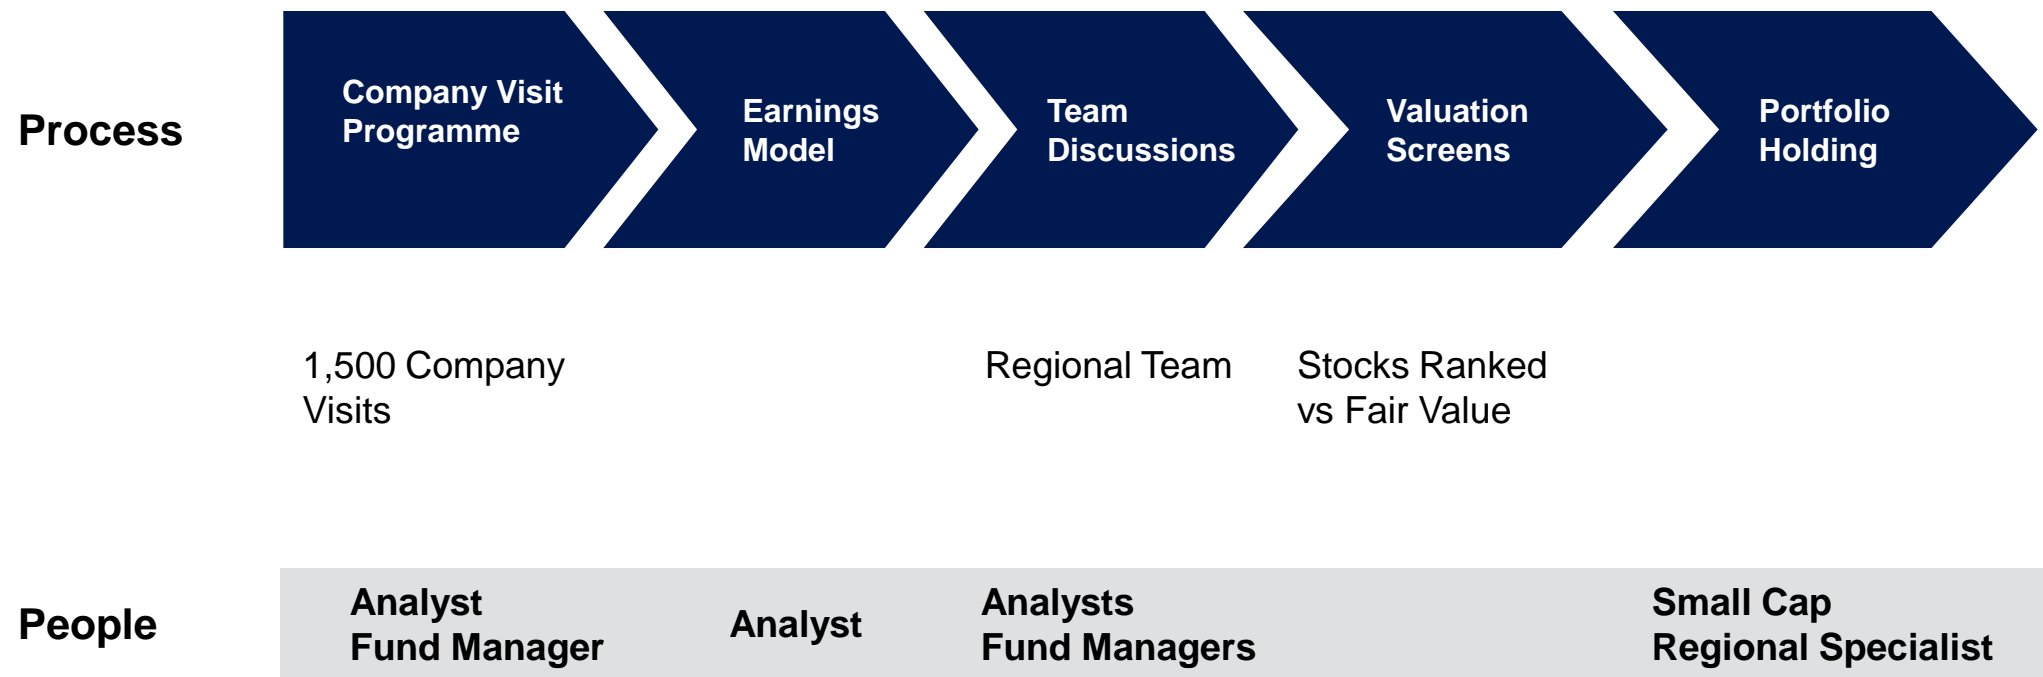 Process
Company Visit
Programme
Earnings
Model
Team
Discussions
Valuation
Screens
Portfolio
Holding
1,500 Company
Visits
Regional Team
Stocks Ranked
vs Fair Value
People
Analyst
Fund Manager
Analyst
Analysts
Fund Managers
Small Cap
Regional Specialist